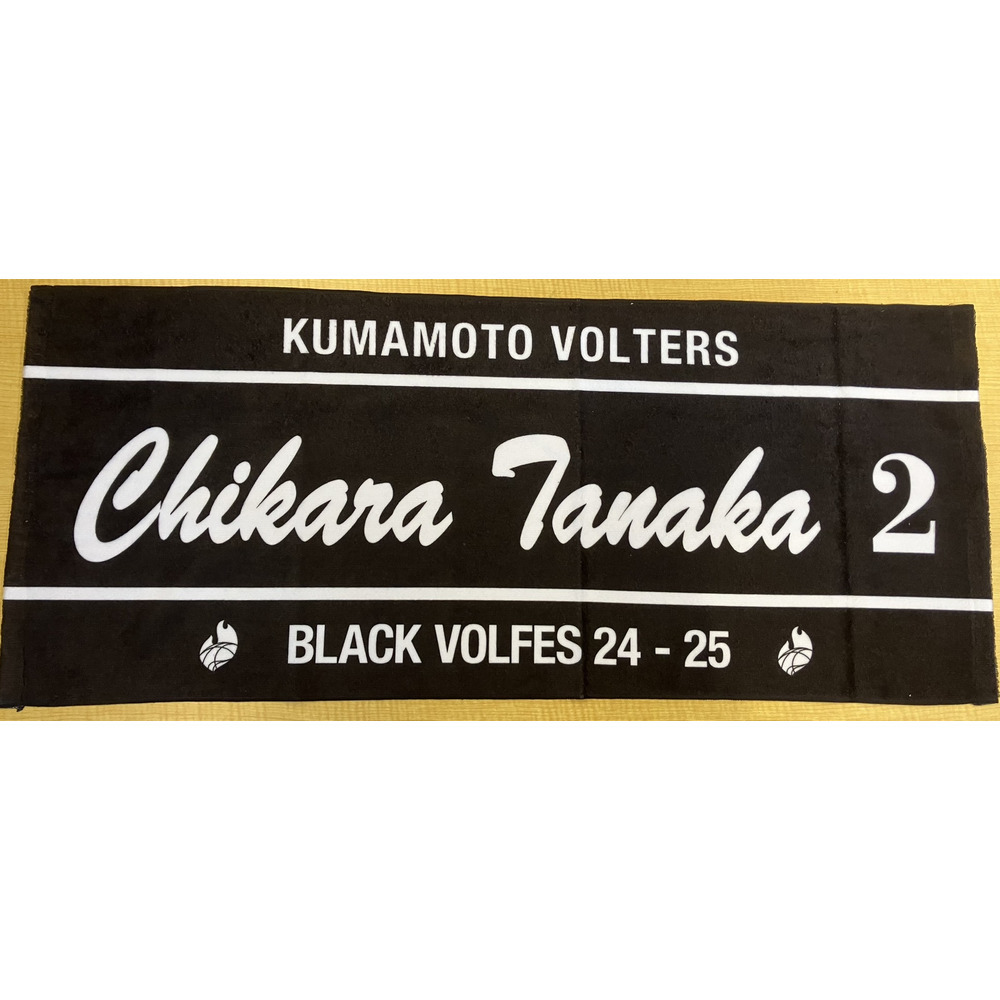 KUMAMOTO VOLTERS
Chikara Tanaka 2
BLACK VOLFES 24 - 25